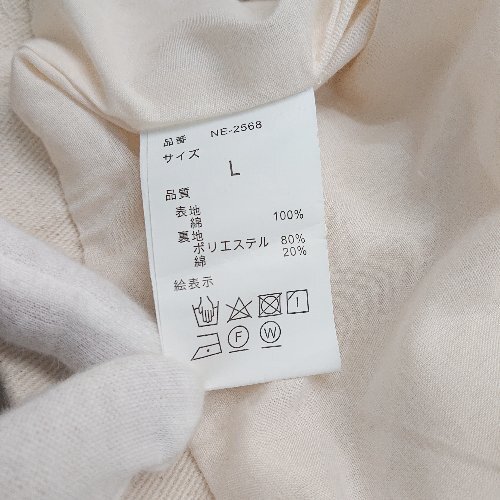 品番 NE-2568
サイズ
L
品質
表地
綿 100%
裏地
ポリエステル 80%
綿 20%
絵表示
F W